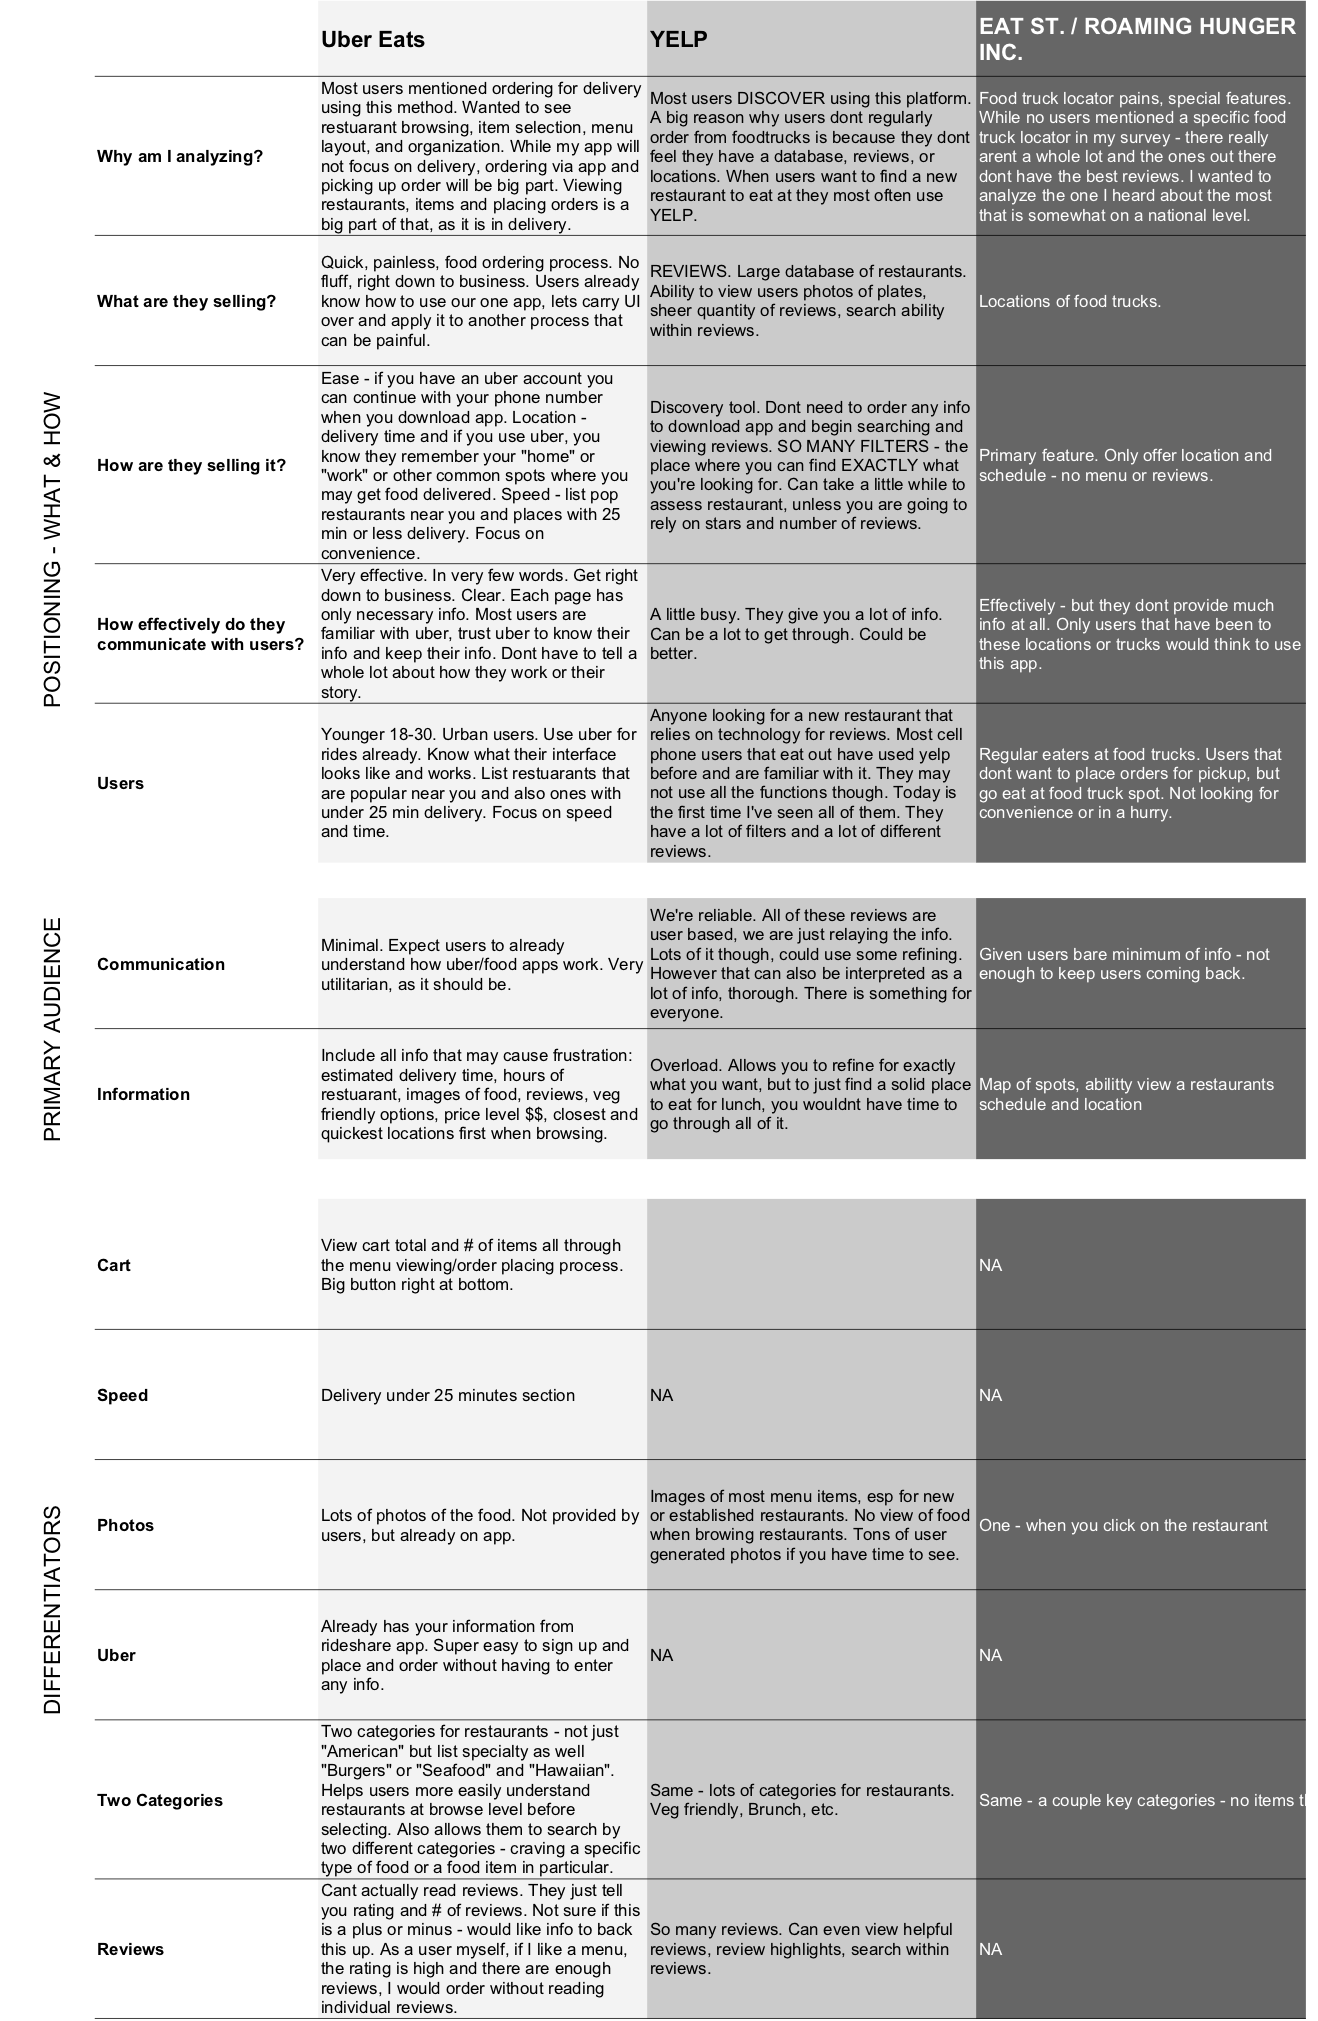 Uber Eats
YELP
EAT ST. / ROAMING HUNGER
INC.
POSITIONING - WHAT & HOW
Why am I analyzing?
Most users mentioned ordering for delivery
using this method. Wanted to see
restuarant browsing, item selection, menu
layout, and organization. While my app will
not focus on delivery, ordering via app and
picking up order will be big part. Viewing
restaurants, items and placing orders is a
big part of that, as it is in delivery.
Most users DISCOVER using this platform.
A big reason why users dont regularly
order from foodtrucks is because they dont
feel they have a database, reviews, or
locations. When users want to find a new
restaurant to eat at they most often use
YELP.
Food truck locator pains, special features.
While no users mentioned a specific food
truck locator in my survey - there really
arent a whole lot and the ones out there
dont have the best reviews. I wanted to
analyze the one I heard about the most
that is somewhat on a national level.
What are they selling?
Quick, painless, food ordering process. No
fluff, right down to business. Users already
know how to use our one app, lets carry UI
over and apply it to another process that
can be painful.
REVIEWS. Large database of restaurants.
Ability to view users photos of plates,
sheer quantity of reviews, search ability
within reviews.
Locations of food trucks.
How are they selling it?
Ease - if you have an uber account you
can continue with your phone number
when you download app. Location -
delivery time and if you use uber, you
know they remember your "home" or
"work" or other common spots where you
may get food delivered. Speed - list pop
restaurants near you and places with 25
min or less delivery. Focus on
convenience.
Discovery tool. Dont need to order any info
to download app and begin searching and
viewing reviews. SO MANY FILTERS - the
place where you can find EXACTLY what
you're looking for. Can take a little while to
assess restaurant, unless you are going to
rely on stars and number of reviews.
Primary feature. Only offer location and
schedule - no menu or reviews.
How effectively do they
communicate with users?
Very effective. In very few words. Get right
down to business. Clear. Each page has
only necessary info. Most users are
familiar with uber, trust uber to know their
info and keep their info. Dont have to tell a
whole lot about how they work or their
story.
A little busy. They give you a lot of info.
Can be a lot to get through. Could be
better.
Effectively - but they dont provide much
info at all. Only users that have been to
these locations or trucks would think to use
this app.
Users
Younger 18-30. Urban users. Use uber for
rides already. Know what their interface
looks like and works. List restuarants that
are popular near you and also ones with
under 25 min delivery. Focus on speed
and time.
Anyone looking for a new restaurant that
relies on technology for reviews. Most cell
phone users that eat out have used yelp
before and are familiar with it. They may
not use all the functions though. Today is
the first time I've seen all of them. They
have a lot of filters and a lot of different
reviews.
Regular eaters at food trucks. Users that
dont want to place orders for pickup, but
go eat at food truck spot. Not looking for
convenience or in a hurry.
PRIMARY AUDIENCE
Communication
Minimal. Expect users to already
understand how uber/food apps work. Very
utilitarian, as it should be.
We're reliable. All of these reviews are
user based, we are just relaying the info.
Lots of it though, could use some refining.
However that can also be interpreted as a
lot of info, thorough. There is something for
everyone.
Given users bare minimum of info - not
enough to keep users coming back.
Information
Include all info that may cause frustration:
estimated delivery time, hours of
restuarant, images of food, reviews, veg
friendly options, price level $$, closest and
quickest locations first when browsing.
Overload. Allows you to refine for exactly
what you want, but to just find a solid place
to eat for lunch, you wouldnt have time to
go through all of it.
Map of spots, abilitty view a restaurants
schedule and location
DIFFERENTIATORS
Cart
View cart total and # of items all through
the menu viewing/order placing process.
Big button right at bottom.
NA
Speed
Delivery under 25 minutes section
NA
NA
Photos
Lots of photos of the food. Not provided by
users, but already on app.
Images of most menu items, esp for new
or established restaurants. No view of food
when browing restaurants. Tons of user
generated photos if you have time to see.
One - when you click on the restaurant
Uber
Already has your information from
rideshare app. Super easy to sign up and
place and order without having to enter
any info.
NA
NA
Two Categories
Two categories for restaurants - not just
"American" but list specialty as well
"Burgers" or "Seafood" and "Hawaiian".
Helps users more easily understand
restaurants at browse level before
selecting. Also allows them to search by
two different categories - craving a specific
type of food or a food item in particular.
Same - lots of categories for restaurants.
Veg friendly, Brunch, etc.
Same - a couple key categories - no items
Reviews
Cant actually read reviews. They just tell
you rating and # of reviews. Not sure if this
is a plus or minus - would like info to back
this up. As a user myself, if I like a menu,
the rating is high and there are enough
reviews, I would order without reading
individual reviews.
So many reviews. Can even view helpful
reviews, review highlights, search within
reviews.
NA